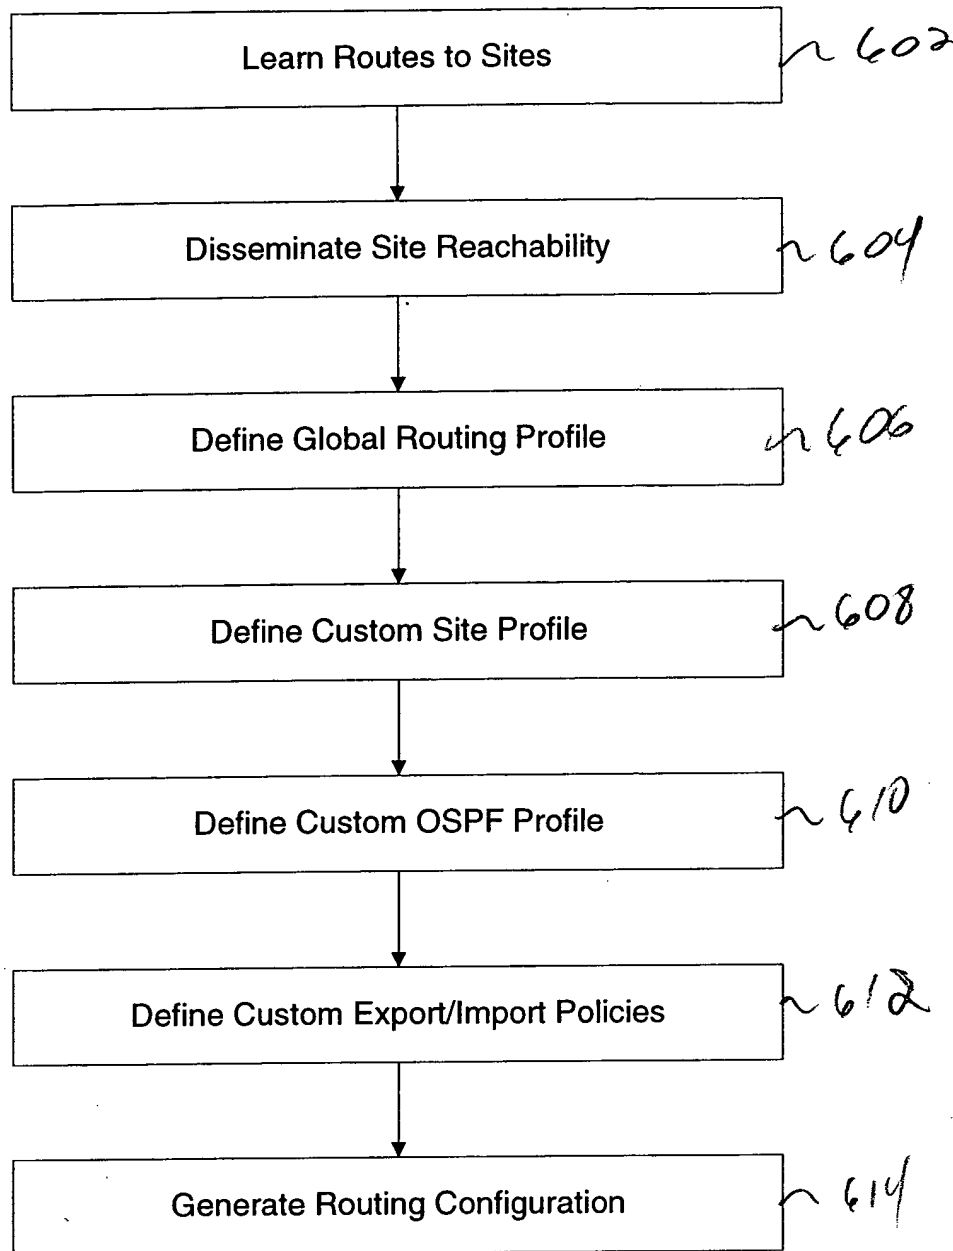 Learn Routes to Sites 602
Disseminate Site Reachability 604
Define Global Routing Profile 606
Define Custom Site Profile 608
Define Custom OSPF Profile 610
Define Custom Export/Import Policies 612
Generate Routing Configuration 614